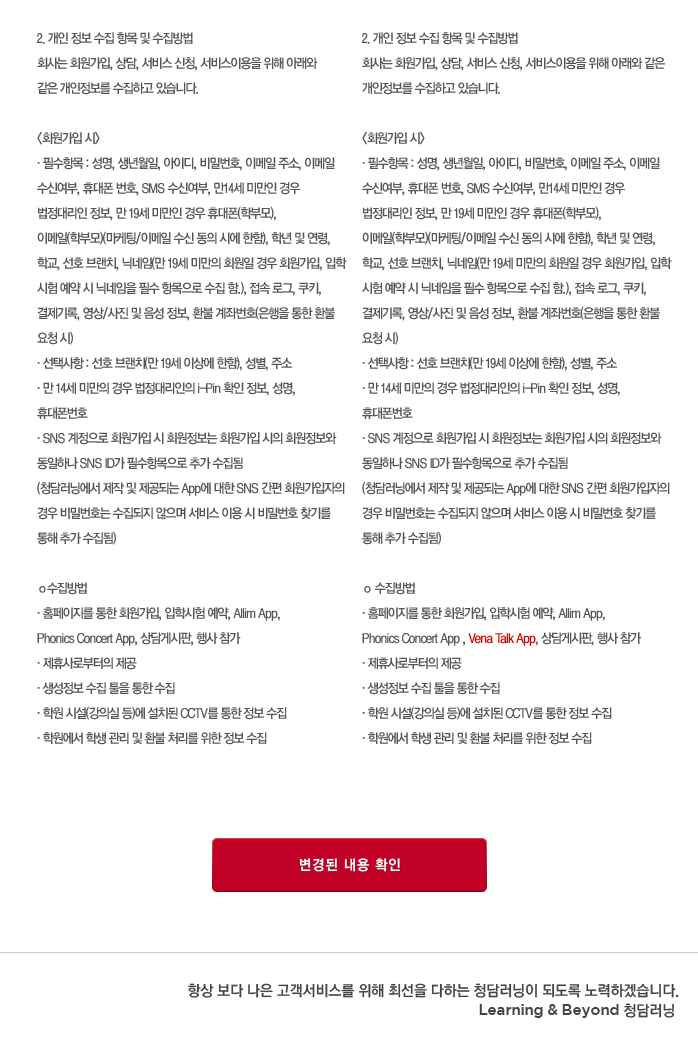 2. 개인 정보 수집 항목 및 수집방법
회사는 회원가입, 상담, 서비스 신청, 서비스이용을 위해 아래와
같은 개인정보를 수집하고 있습니다.
<회원가입 시>
· 필수항목 : 성명, 생년월일, 아이디, 비밀번호, 이메일 주소, 이메일
수신여부, 휴대폰 번호, SMS 수신여부, 만14세 미만인 경우
법정대리인 정보, 만 19세 미만인 경우 휴대폰(학부모),
이메일(학부모)(마케팅/이메일 수신 동의 시에 한함), 학년 및 연령,
학교, 선호 브랜치, 닉네임(만 19세 미만의 회원일 경우 회원가입, 입학
시험 예약 시 닉네임을 필수 항목으로 수집 함.), 접속 로그, 쿠키,
결제기록, 영상/사진 및 음성 정보, 환불 계좌번호(은행을 통한 환불
요청 시)
· 선택사항 : 선호 브랜치(만 19세 이상에 한함), 성별, 주소
· 만 14세 미만의 경우 법정대리인의 i-Pin 확인 정보, 성명,
휴대폰번호
· SNS 계정으로 회원가입 시 회원정보는 회원가입 시의 회원정보와
동일하나 SNS ID가 필수항목으로 추가 수집됨
(청담러닝에서 제작 및 제공되는 App에 대한 SNS 간편 회원가입자의
경우 비밀번호는 수집되지 않으며 서비스 이용 시 비밀번호 찾기를
통해 추가 수집됨)
ㅇ수집방법
· 홈페이지를 통한 회원가입, 입학시험 예약, Allim App,
Phonics Concert App, 상담게시판, 행사 참가
· 제휴사로부터의 제공
· 생성정보 수집 툴을 통한 수집
· 학원 시설(강의실 등)에 설치된 CCTV를 통한 정보 수집
· 학원에서 학생 관리 및 환불 처리를 위한 정보 수집
2. 개인 정보 수집 항목 및 수집방법
회사는 회원가입, 상담, 서비스 신청, 서비스이용을 위해 아래와 같은
개인정보를 수집하고 있습니다.
<회원가입 시>
· 필수항목 : 성명, 생년월일, 아이디, 비밀번호, 이메일 주소, 이메일
수신여부, 휴대폰 번호, SMS 수신여부, 만14세 미만인 경우
법정대리인 정보, 만 19세 미만인 경우 휴대폰(학부모),
이메일(학부모)(마케팅/이메일 수신 동의 시에 한함), 학년 및 연령,
학교, 선호 브랜치, 닉네임(만 19세 미만의 회원일 경우 회원가입, 입학
시험 예약 시 닉네임을 필수 항목으로 수집 함.), 접속 로그, 쿠키,
결제기록, 영상/사진 및 음성 정보, 환불 계좌번호(은행을 통한 환불
요청 시)
· 선택사항 : 선호 브랜치(만 19세 이상에 한함), 성별, 주소
· 만 14세 미만의 경우 법정대리인의 i-Pin 확인 정보, 성명,
휴대폰번호
· SNS 계정으로 회원가입 시 회원정보는 회원가입 시의 회원정보와
동일하나 SNS ID가 필수항목으로 추가 수집됨
(청담러닝에서 제작 및 제공되는 App에 대한 SNS 간편 회원가입자의
경우 비밀번호는 수집되지 않으며 서비스 이용 시 비밀번호 찾기를
통해 추가 수집됨)
ㅇ 수집방법
· 홈페이지를 통한 회원가입, 입학시험 예약, Allim App,
Phonics Concert App , Vena Talk App, 상담게시판, 행사 참가
· 제휴사로부터의 제공
· 생성정보 수집 툴을 통한 수집
· 학원 시설(강의실 등)에 설치된 CCTV를 통한 정보 수집
· 학원에서 학생 관리 및 환불 처리를 위한 정보 수집
변경된 내용 확인
항상 보다 나은 고객서비스를 위해 최선을 다하는 청담러닝이 되도록 노력하겠습니다.
Learning & Beyond 청담러닝